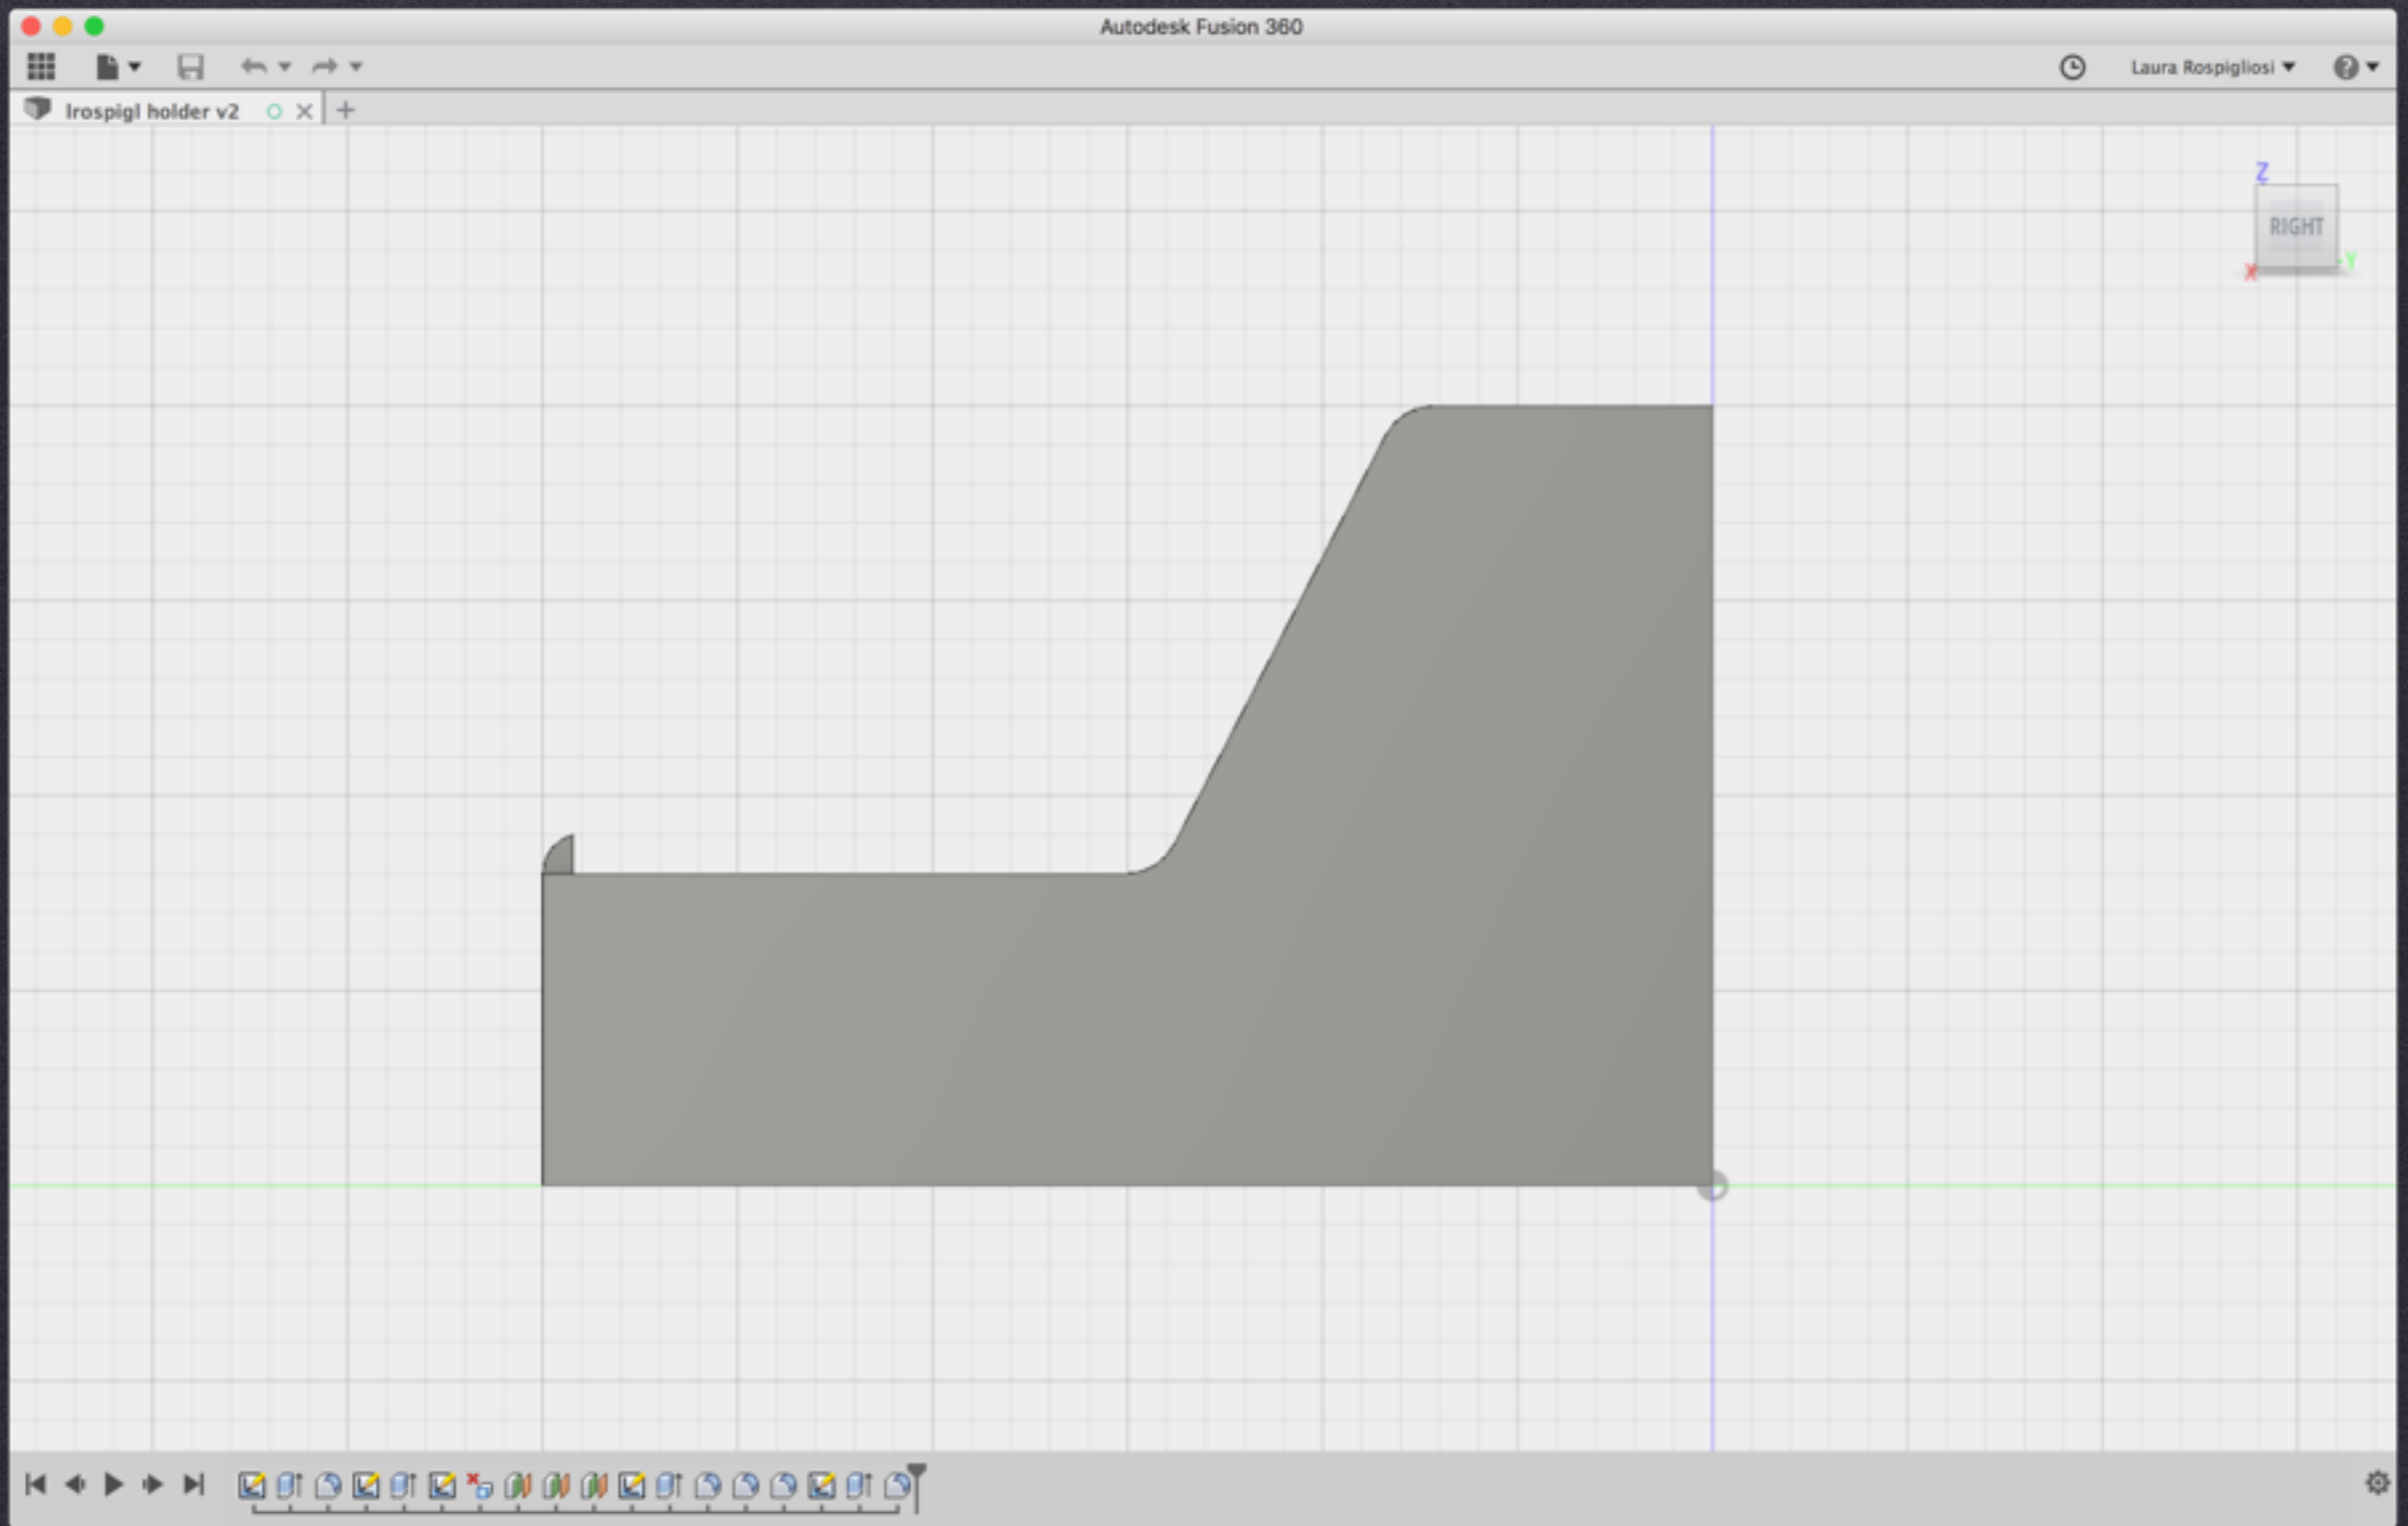 Autodesk Fusion 360
Laura Rospigliosi
lrospigl holder v2
Z
RIGHT
Y
X